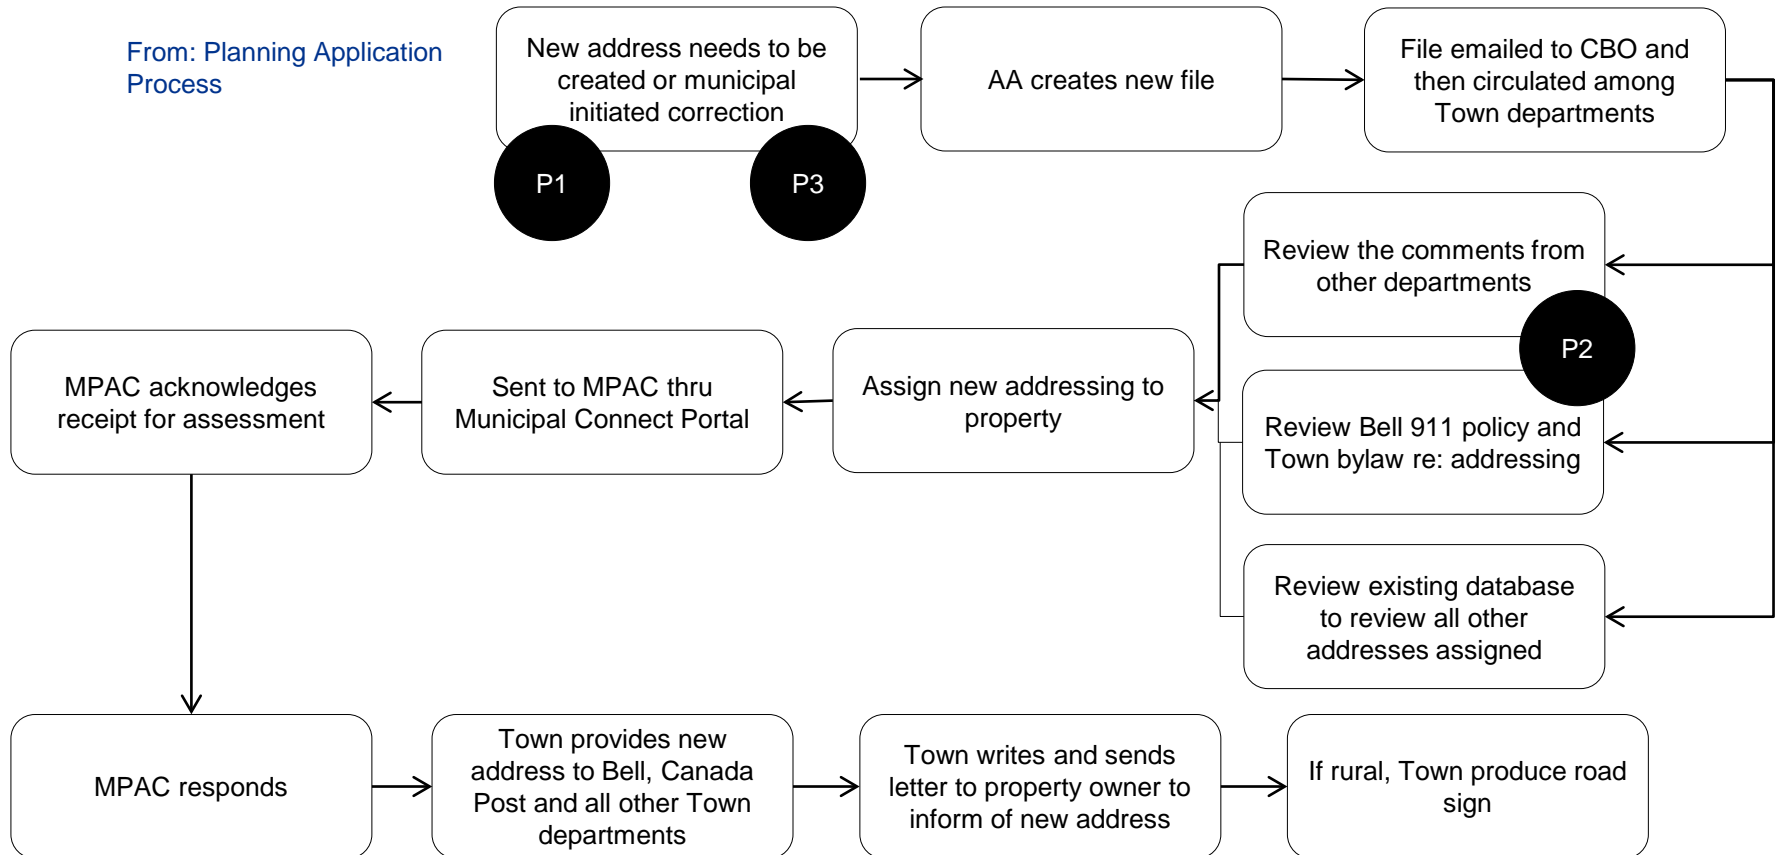 From: Planning Application
Process
New address needs to be
created or municipal
initiated correction
P1
P3
AA creates new file
File emailed to CBO and
then circulated among
Town departments
Review the comments from
other departments
P2
Review Bell 911 policy and
Town bylaw re: addressing
Review existing database
to review all other
addresses assigned
Assign new addressing to
property
Sent to MPAC thru
Municipal Connect Portal
MPAC acknowledges
receipt for assessment
MPAC responds
Town provides new
address to Bell, Canada
Post and all other Town
departments
Town writes and sends
letter to property owner to
inform of new address
If rural, Town produce road
sign